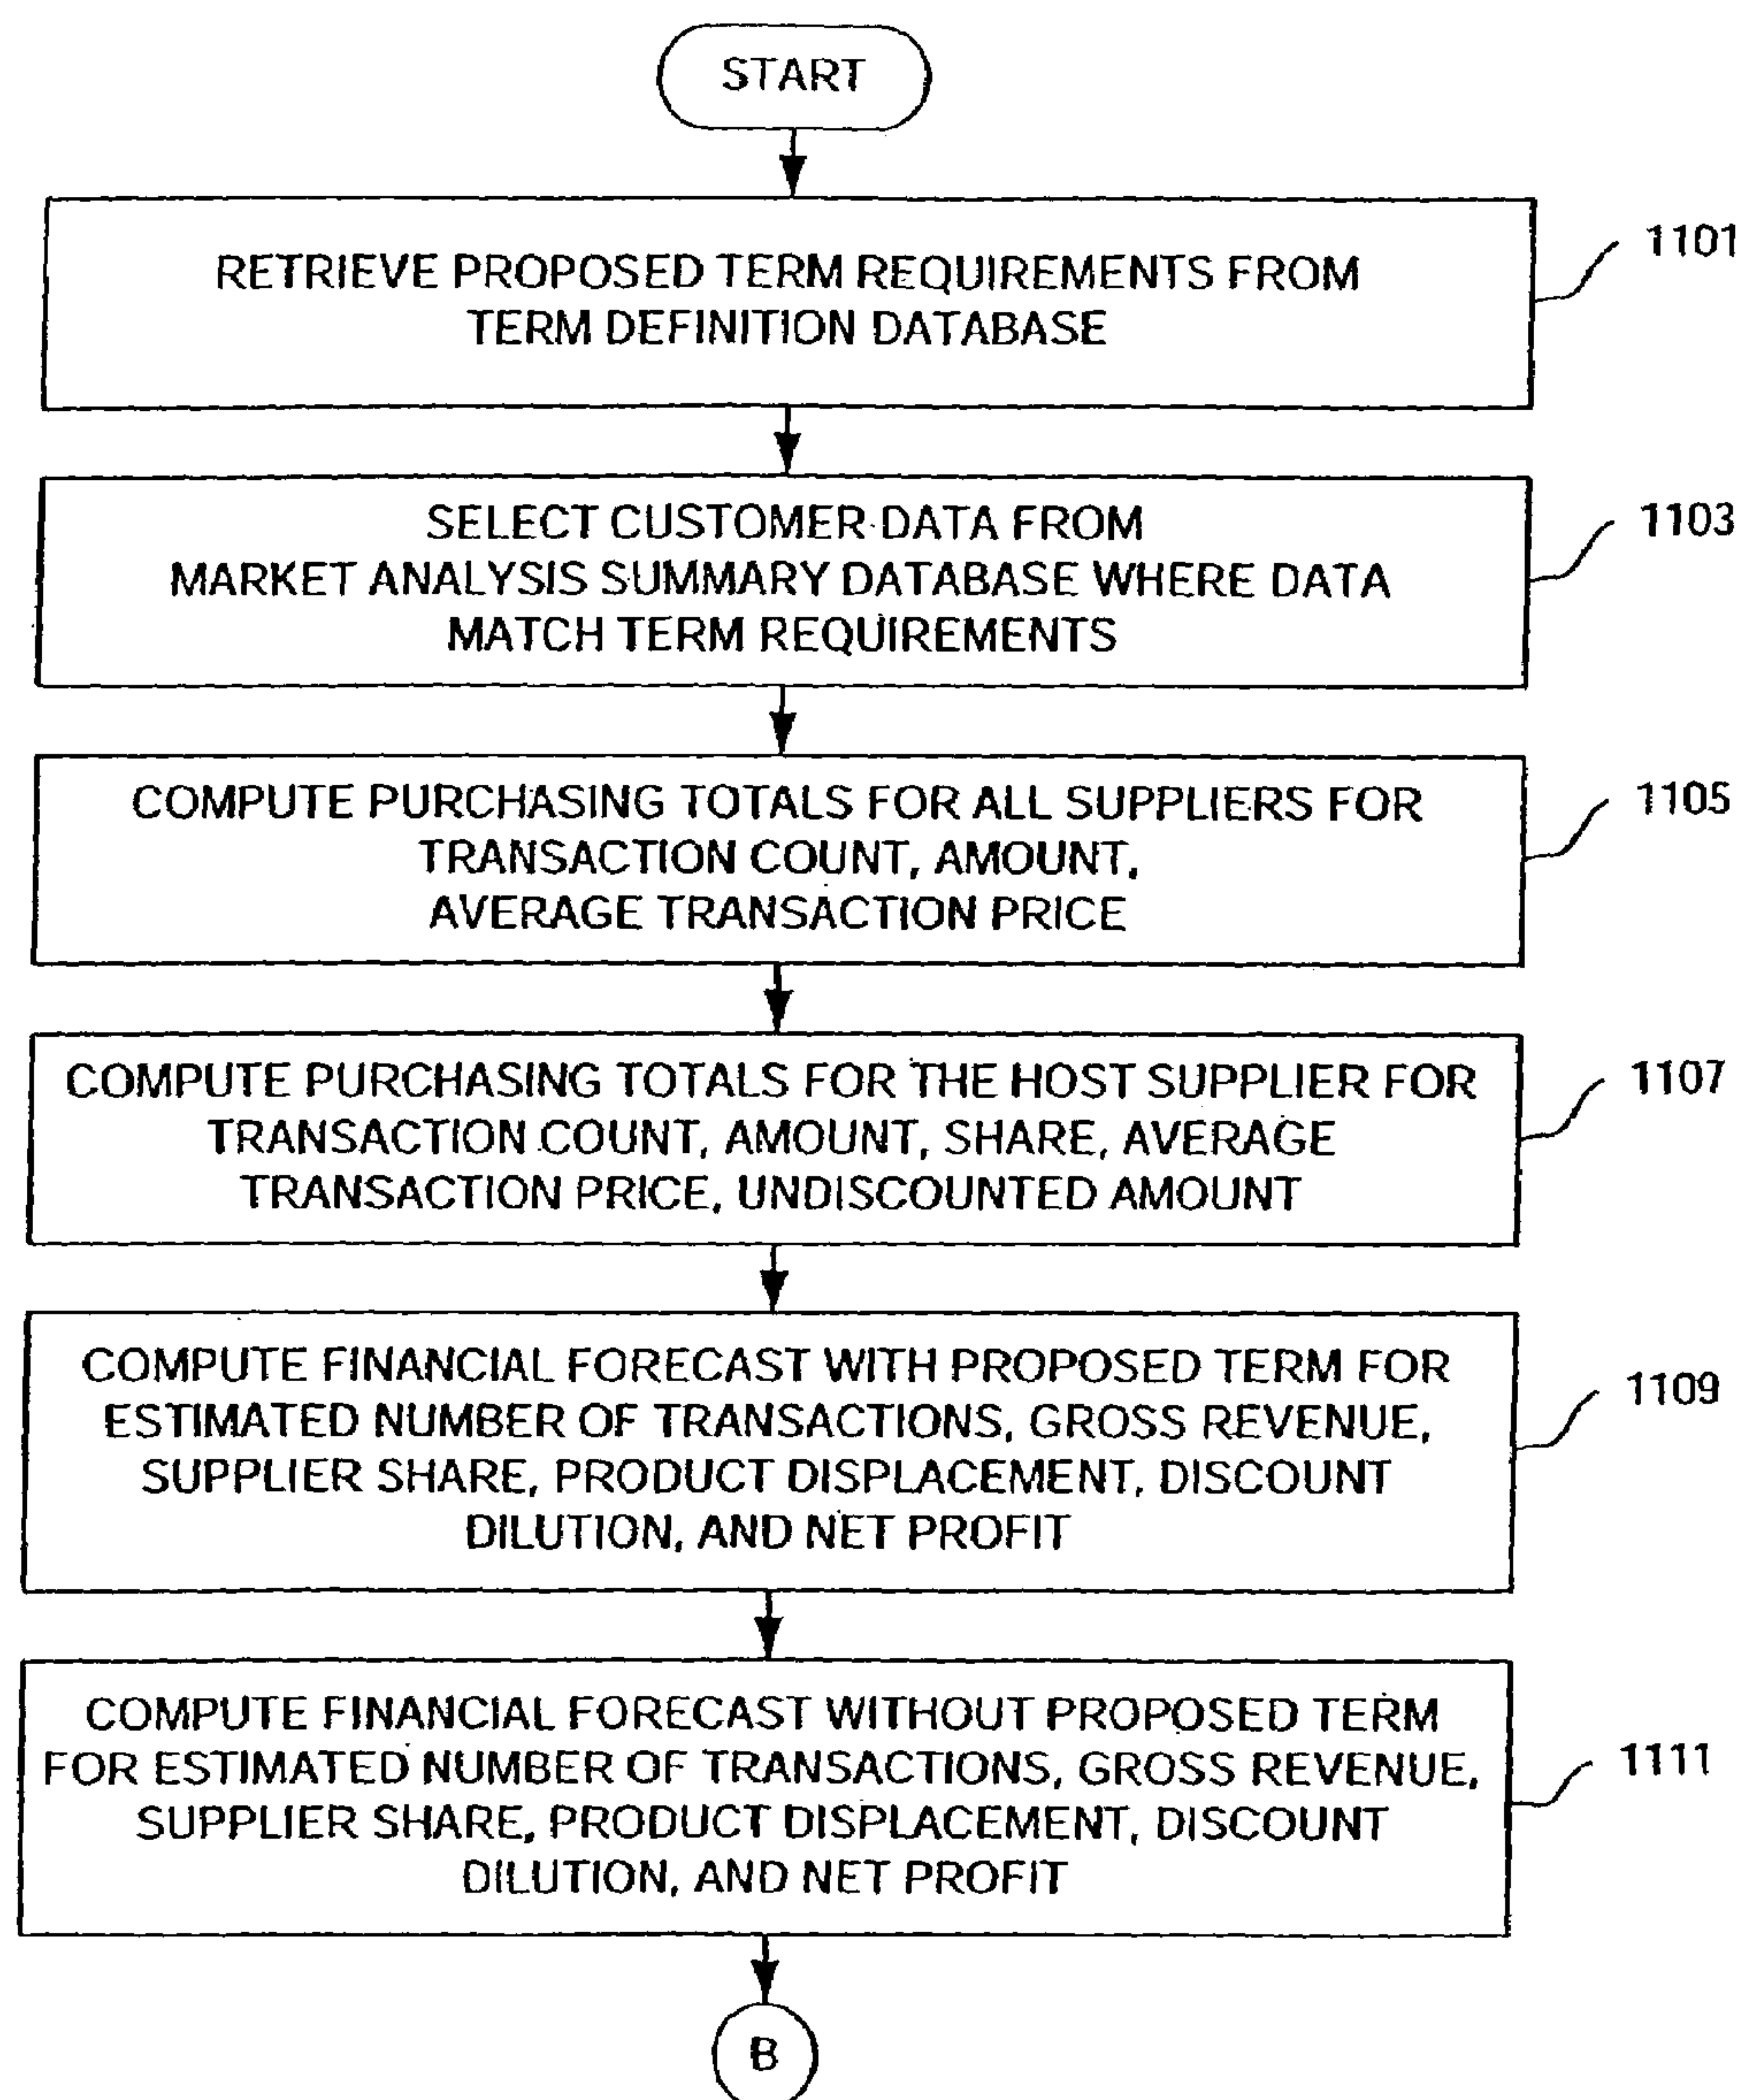 START
RETRIEVE PROPOSED TERM REQUIREMENTS FROM
TERM DEFINITION DATABASE
1101
SELECT CUSTOMER DATA FROM
MARKET ANALYSIS SUMMARY DATABASE WHERE DATA
MATCH TERM REQUIREMENTS
1103
COMPUTE PURCHASING TOTALS FOR ALL SUPPLIERS FOR
TRANSACTION COUNT, AMOUNT,
AVERAGE TRANSACTION PRICE
1105
COMPUTE PURCHASING TOTALS FOR THE HOST SUPPLIER FOR
TRANSACTION COUNT, AMOUNT, SHARE, AVERAGE
TRANSACTION PRICE, UNDISCOUNTED AMOUNT
1107
COMPUTE FINANCIAL FORECAST WITH PROPOSED TERM FOR
ESTIMATED NUMBER OF TRANSACTIONS, GROSS REVENUE,
SUPPLIER SHARE, PRODUCT DISPLACEMENT, DISCOUNT
DILUTION, AND NET PROFIT
1109
COMPUTE FINANCIAL FORECAST WITHOUT PROPOSED TERM
FOR ESTIMATED NUMBER OF TRANSACTIONS, GROSS REVENUE,
SUPPLIER SHARE, PRODUCT DISPLACEMENT, DISCOUNT
DILUTION, AND NET PROFIT
1111
B